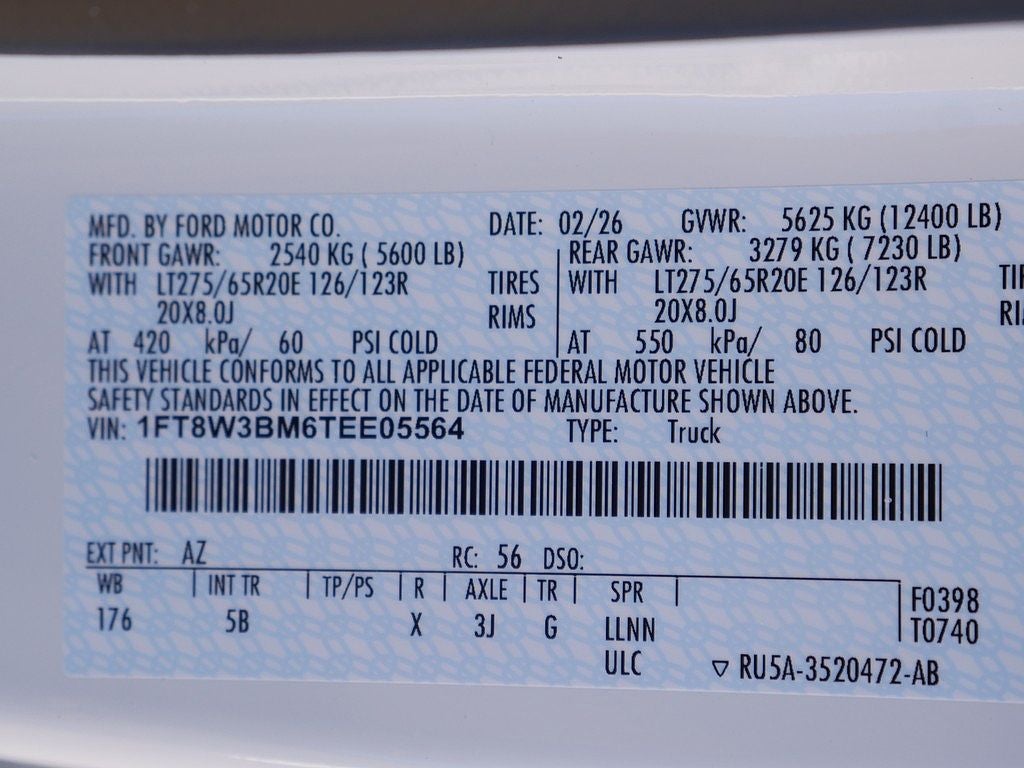 MFD. BY FORD MOTOR CO. DATE: 02/26 GVWR: 5625 KG (12400 LB)
FRONT GAWR: 2540 KG ( 5600 LB) REAR GAWR: 3279 KG ( 7230 LB)
WITH LT275/65R20E 126/123R TIRES WITH LT275/65R20E 126/123R TI
20X8.0J RIMS 20X8.0J RI
AT 420 kPa/ 60 PSI COLD AT 550 kPa/ 80 PSI COLD
THIS VEHICLE CONFORMS TO ALL APPLICABLE FEDERAL MOTOR VEHICLE
SAFETY STANDARDS IN EFFECT ON THE DATE OF MANUFACTURE SHOWN ABOVE.
VIN: 1FT8W3BM6TEE05564 TYPE: Truck
EXT PNT: AZ RC: 56 DSO:
WB INT TR TP/PS R AXLE TR SPR F0398
176 5B X 3J G LLNN T0740
ULC ▽ RU5A-3520472-AB